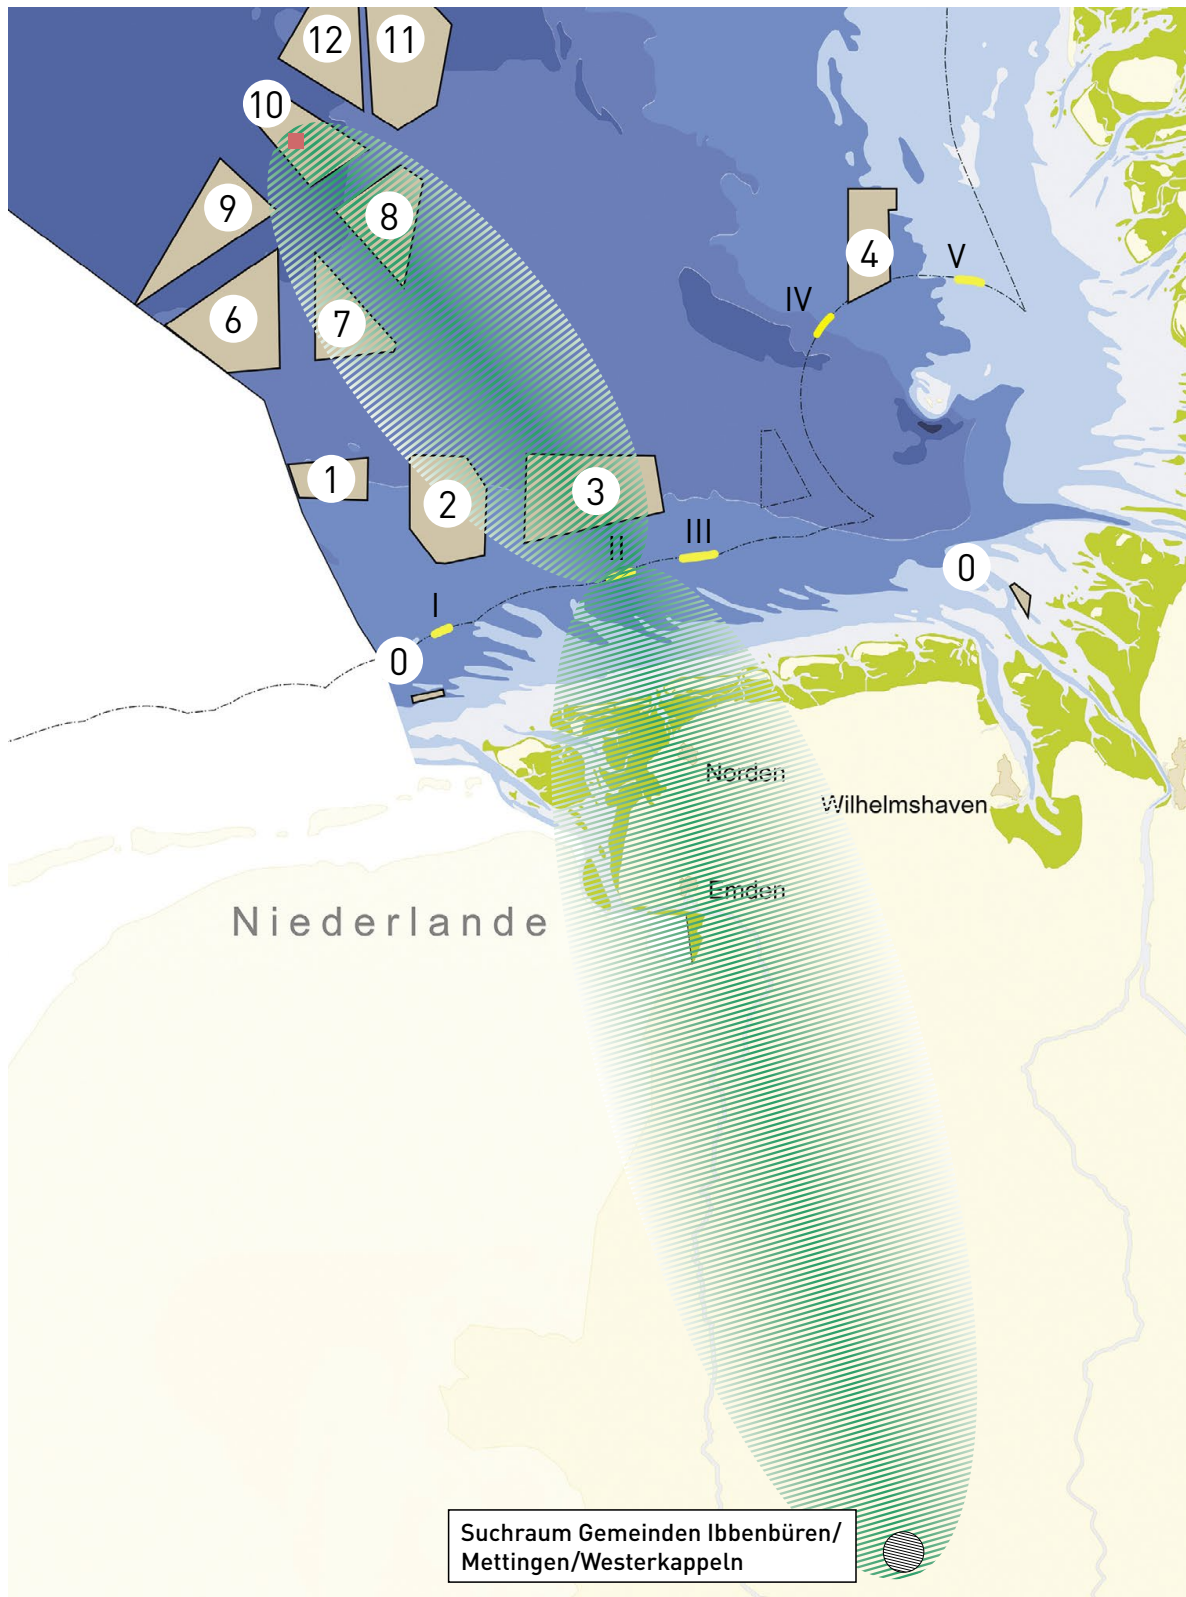 12
11
10
9
8
4
V
IV
6
7
1
2
3
II
III
0
I
0
Norden
Wilhelmshaven
Emden
Niederlande
Suchraum Gemeinden Ibbenbüren/
Mettingen/Westerkappeln